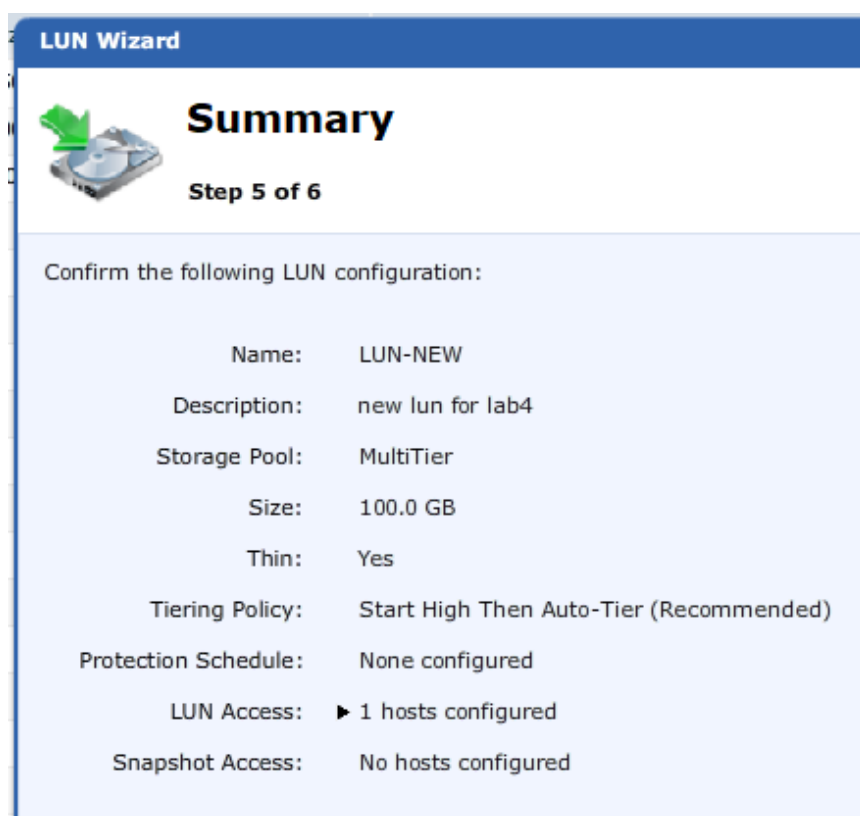 LUN Wizard
Summary
Step 5 of 6
Confirm the following LUN configuration:
Name: LUN-NEW
Description: new lun for lab4
Storage Pool: MultiTier
Size: 100.0 GB
Thin: Yes
Tiering Policy: Start High Then Auto-Tier (Recommended)
Protection Schedule: None configured
LUN Access: 1 hosts configured
Snapshot Access: No hosts configured